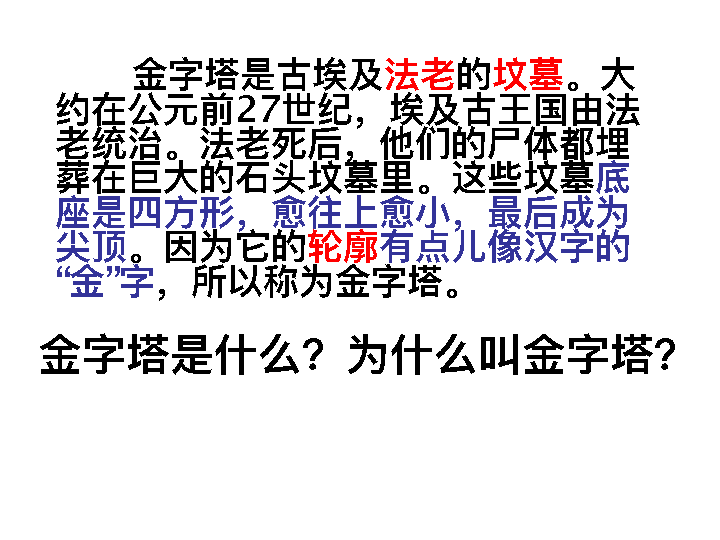 金字塔是古埃及法老的坟墓。大
约在公元前27世纪，埃及古王国由法
老统治。法老死后，他们的尸体都埋
葬在巨大的石头坟墓里。这些坟墓底
座是四方形，愈往上愈小，最后成为
尖顶。因为它的轮廓有点儿像汉字的
“金”字，所以称为金字塔。
金字塔是什么？为什么叫金字塔？